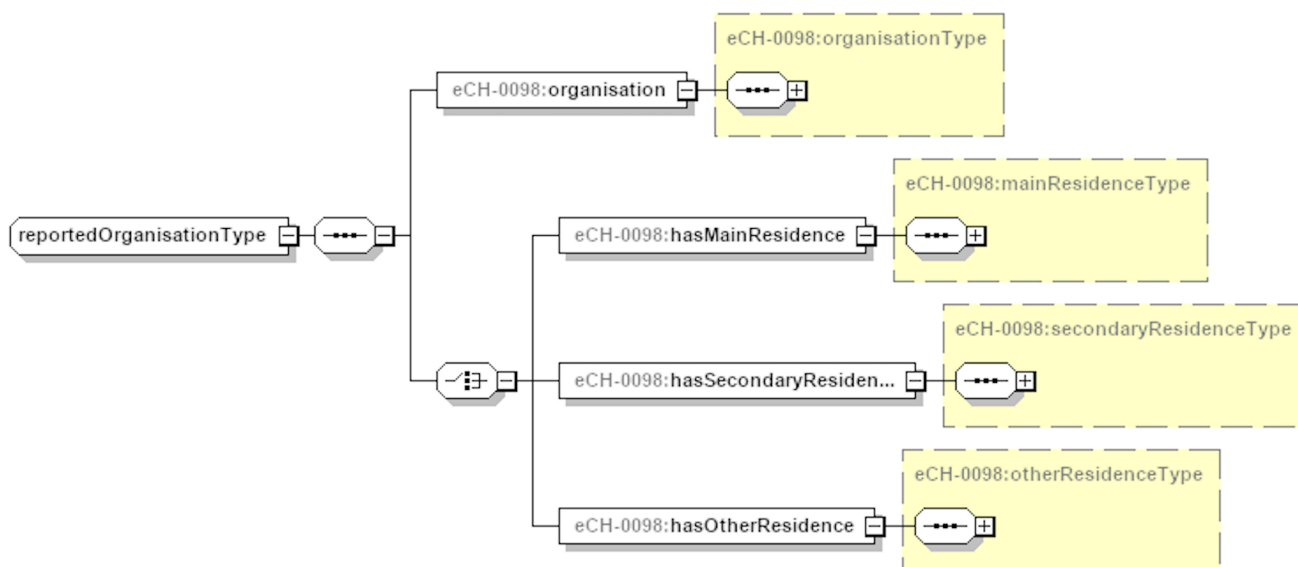 eCH-0098:organisationType
eCH-0098:organisation
eCH-0098:mainResidenceType
reportedOrganisationType
eCH-0098:hasMainResidence
eCH-0098:secondaryResidenceType
eCH-0098:hasSecondaryResiden...
eCH-0098:otherResidenceType
eCH-0098:hasOtherResidence